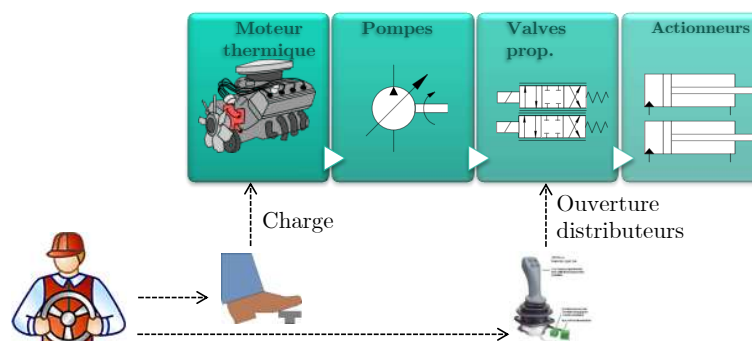 Moteur
thermique
Pompes
Valves
prop.
Actionneurs
Charge
Ouverture
distributeurs